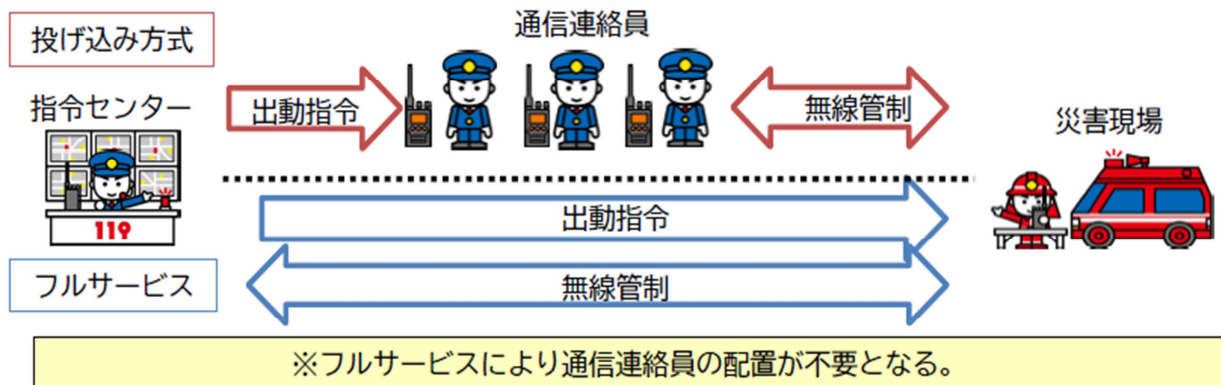 投げ込み方式
通信連絡員
指令センター
出動指令
無線管制
災害現場
119
出動指令
フルサービス
無線管制
※フルサービスにより通信連絡員の配置が不要となる。